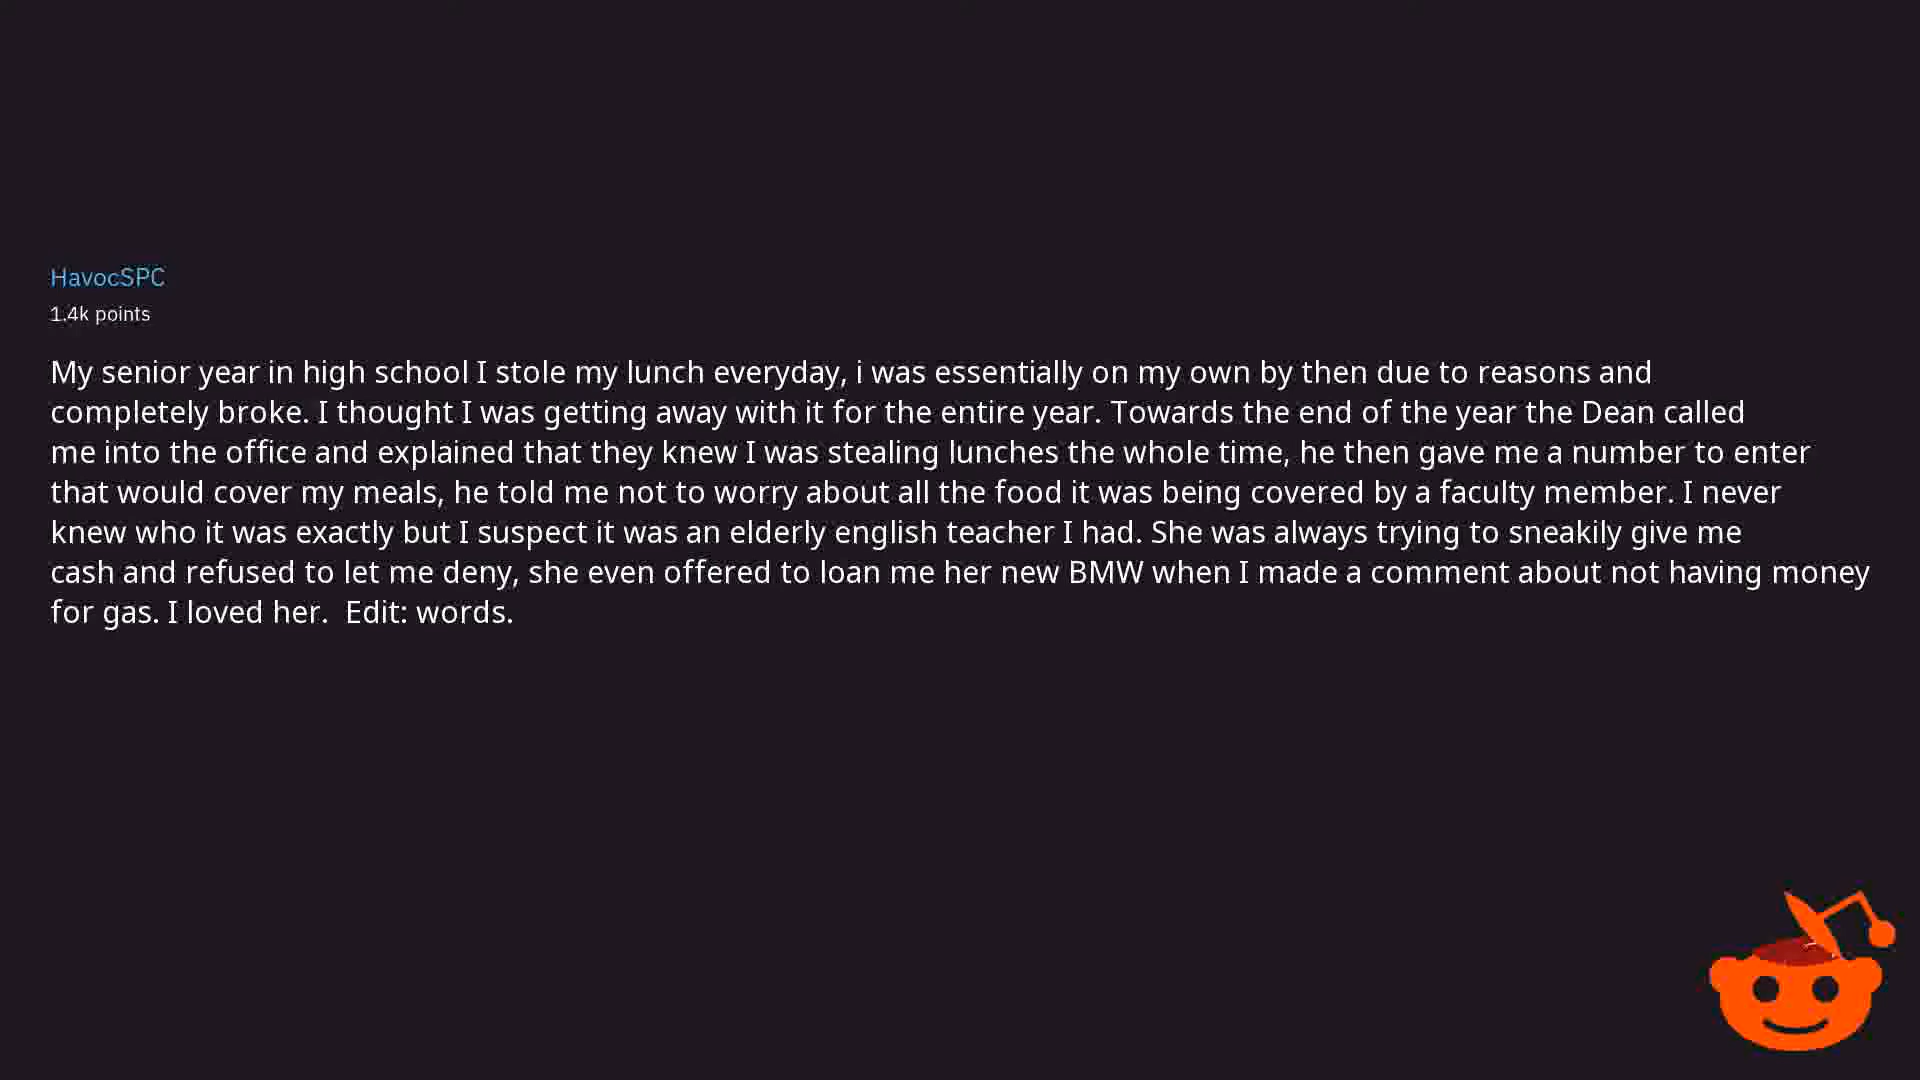 HavocSPC
1.4k points
My senior year in high school I stole my lunch everyday, i was essentially on my own by then due to reasons and
completely broke. I thought I was getting away with it for the entire year. Towards the end of the year the Dean called
me into the office and explained that they knew I was stealing lunches the whole time, he then gave me a number to enter
that would cover my meals, he told me not to worry about all the food it was being covered by a faculty member. I never
knew who it was exactly but I suspect it was an elderly english teacher I had. She was always trying to sneakily give me
cash and refused to let me deny, she even offered to loan me her new BMW when I made a comment about not having money
for gas. I loved her.  Edit: words.